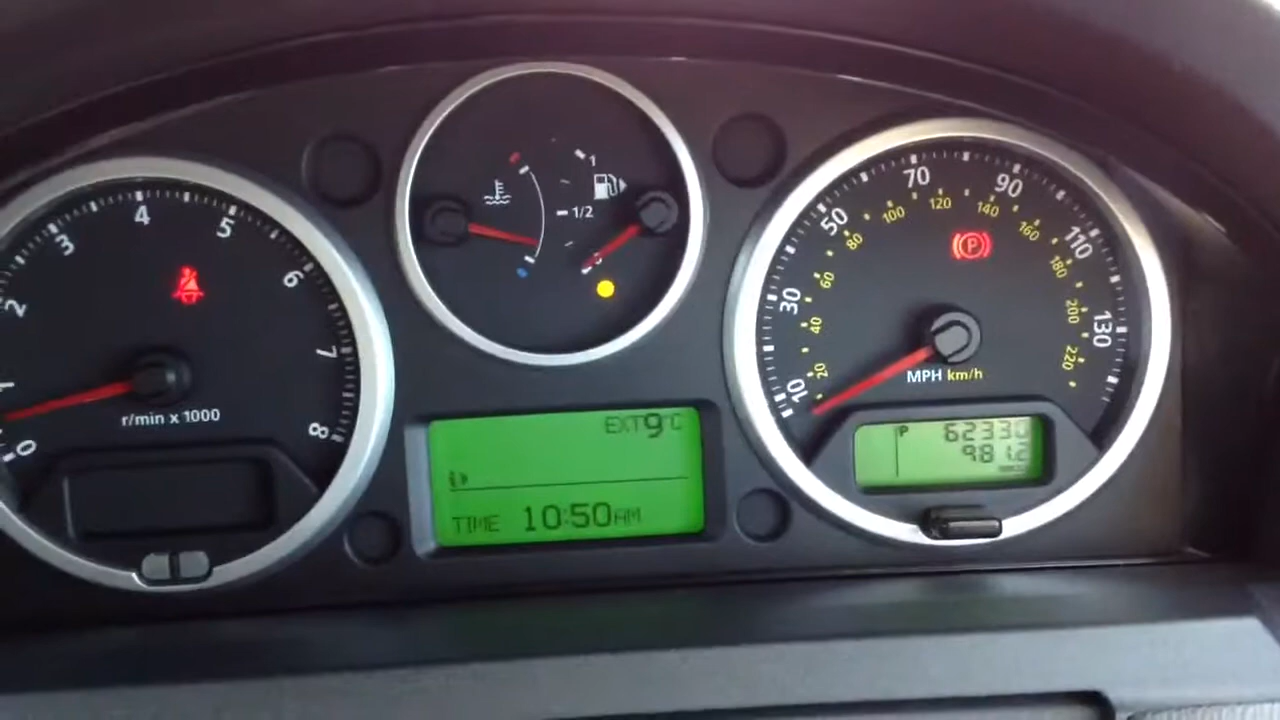 0 1 2 3 4 5 6 7 8
r/min x 1000
1
1/2
EXT 9°C
TIME 10:50AM
10 30 50 70 90 110 130
20 40 60 80 100 120 140 160 180 200 220
P
MPH km/h
P 62330
981.2